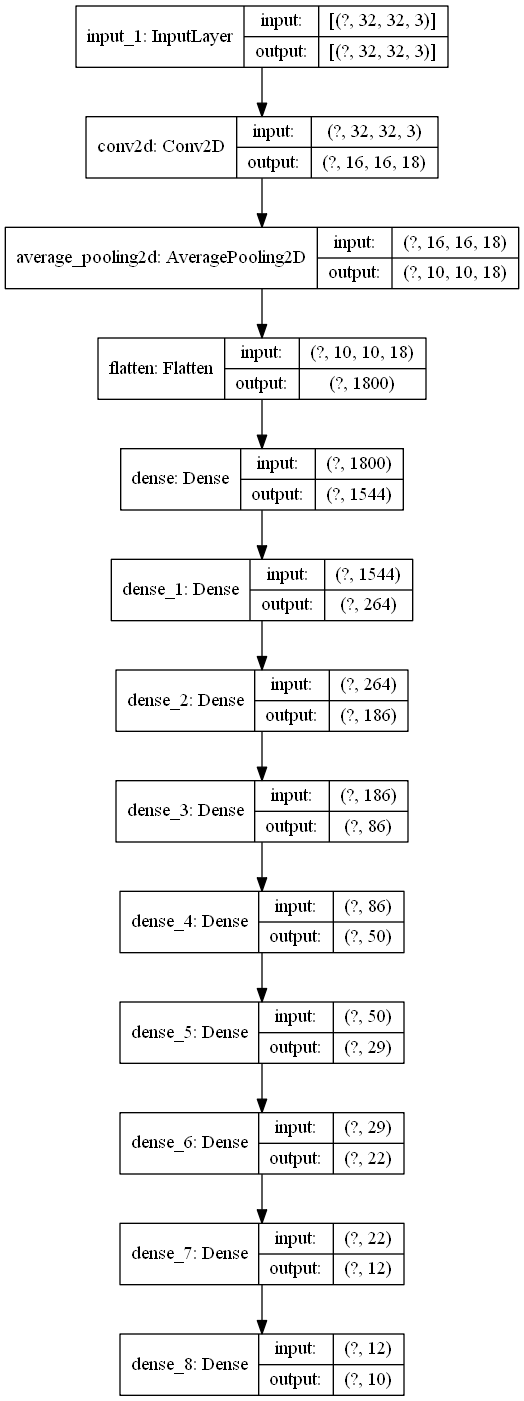 input_1: InputLayer input: [(?, 32, 32, 3)]
output: [(?, 32, 32, 3)]
conv2d: Conv2D input: (?, 32, 32, 3)
output: (?, 16, 16, 18)
average_pooling2d: AveragePooling2D input: (?, 16, 16, 18)
output: (?, 10, 10, 18)
flatten: Flatten input: (?, 10, 10, 18)
output: (?, 1800)
dense: Dense input: (?, 1800)
output: (?, 1544)
dense_1: Dense input: (?, 1544)
output: (?, 264)
dense_2: Dense input: (?, 264)
output: (?, 186)
dense_3: Dense input: (?, 186)
output: (?, 86)
dense_4: Dense input: (?, 86)
output: (?, 50)
dense_5: Dense input: (?, 50)
output: (?, 29)
dense_6: Dense input: (?, 29)
output: (?, 22)
dense_7: Dense input: (?, 22)
output: (?, 12)
dense_8: Dense input: (?, 12)
output: (?, 10)